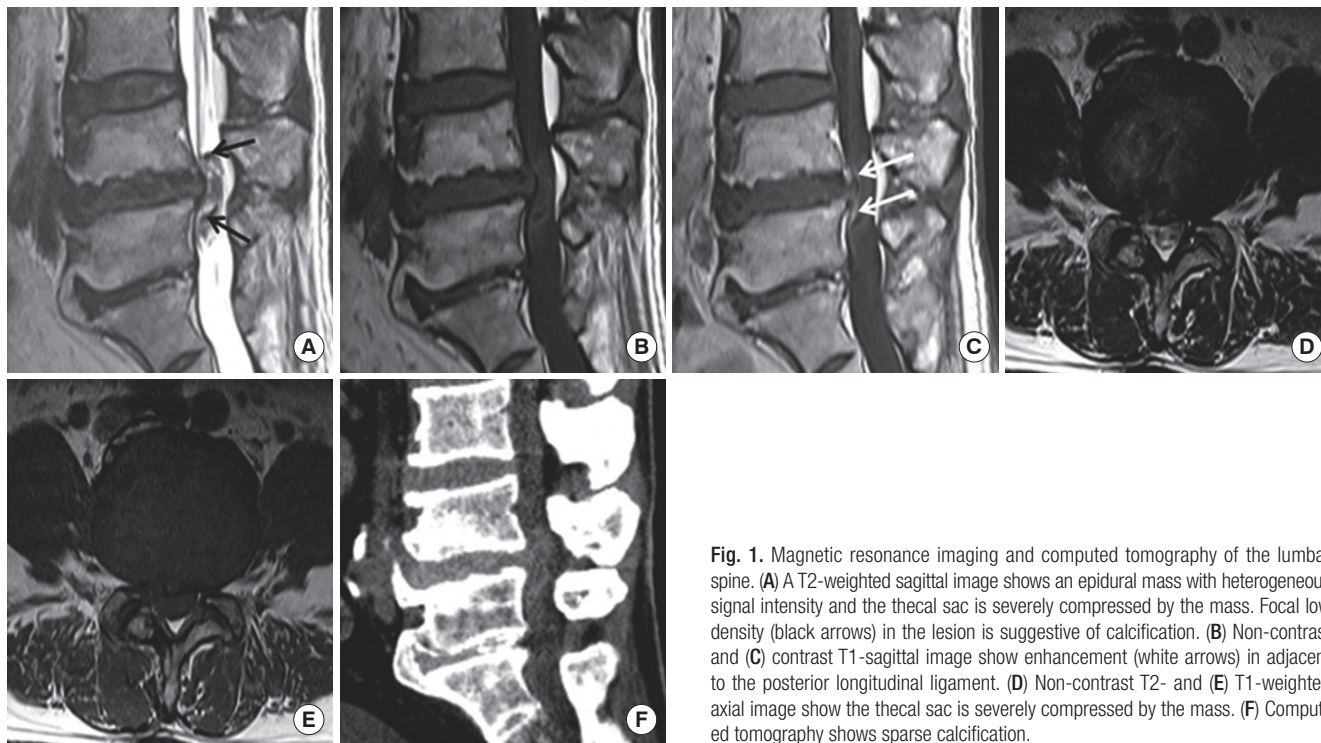 A
B
C
D
E
F
Fig. 1. Magnetic resonance imaging and computed tomography of the lumba
spine. (A) A T2-weighted sagittal image shows an epidural mass with heterogeneou
signal intensity and the thecal sac is severely compressed by the mass. Focal low
density (black arrows) in the lesion is suggestive of calcification. (B) Non-contras
and (C) contrast T1-sagittal image show enhancement (white arrows) in adjacen
to the posterior longitudinal ligament. (D) Non-contrast T2- and (E) T1-weighte
axial image show the thecal sac is severely compressed by the mass. (F) Comput
ed tomography shows sparse calcification.